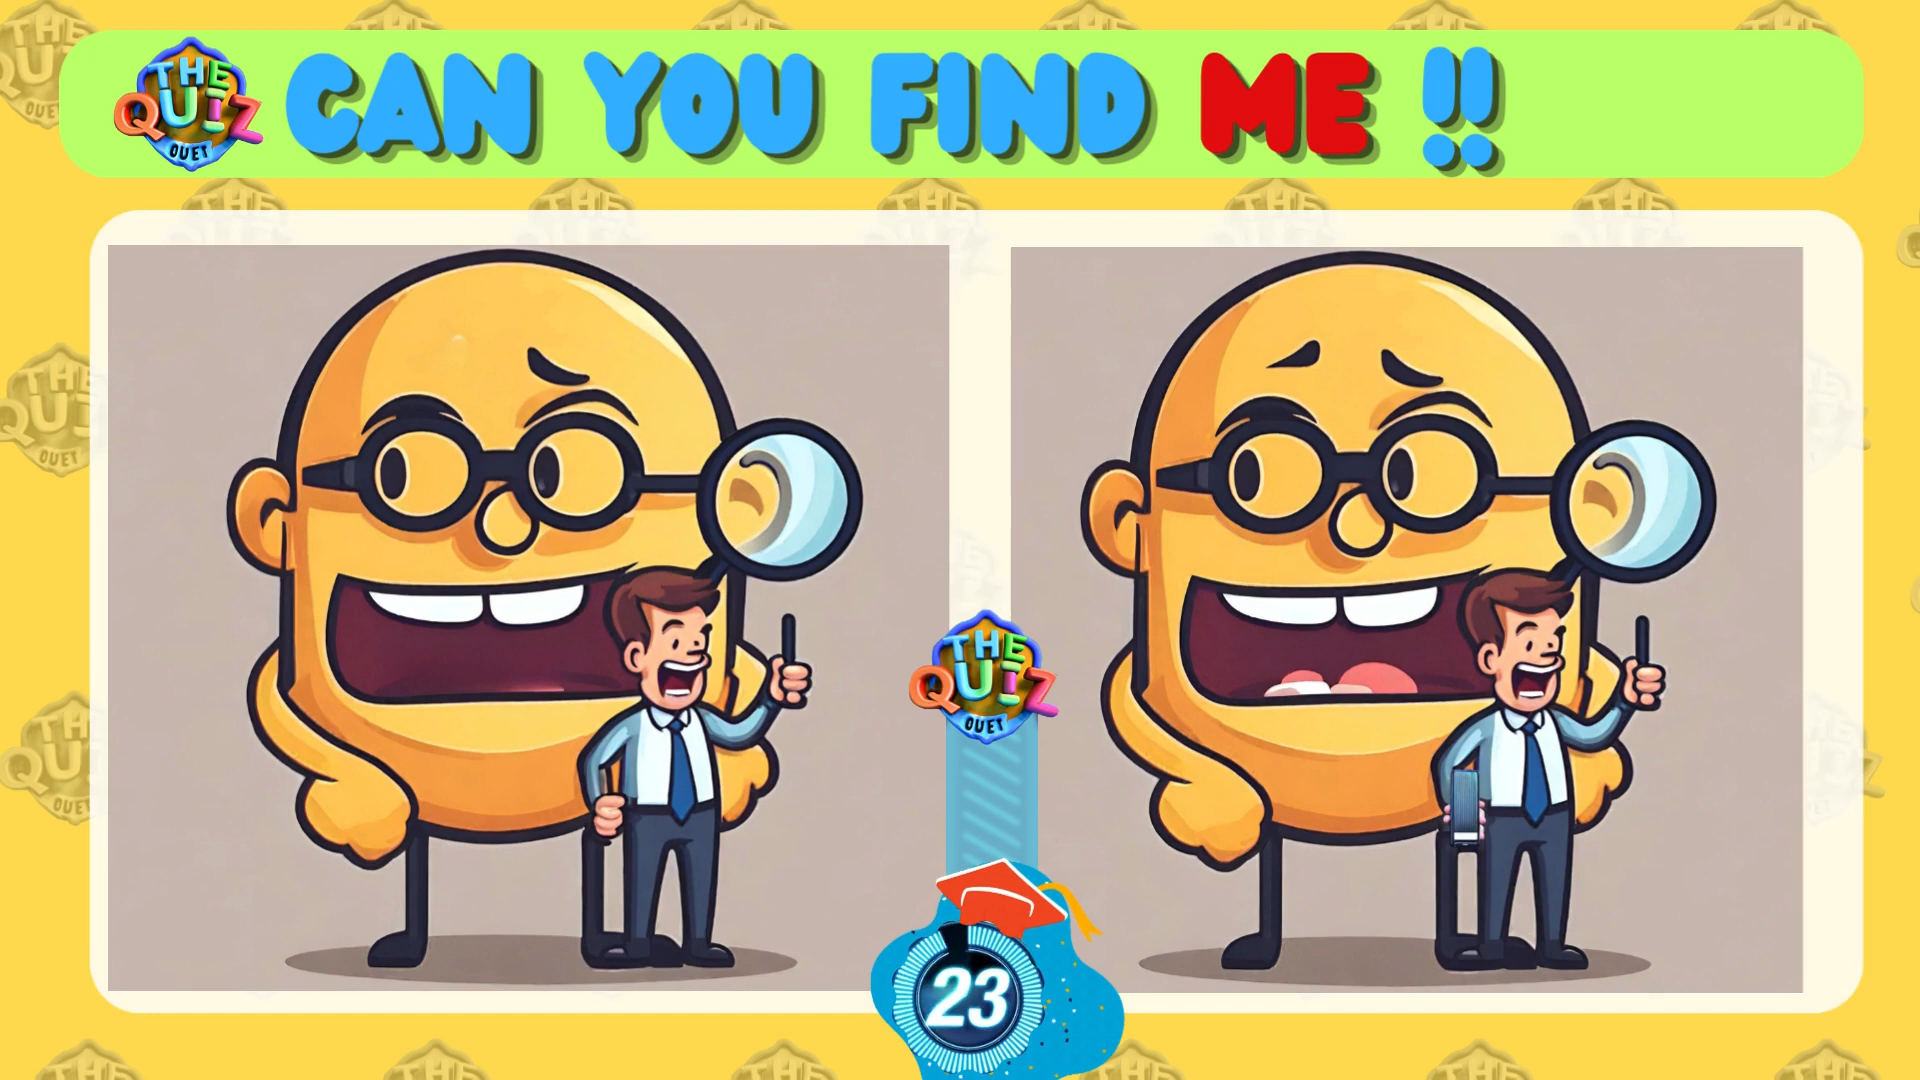 THE
QUIZ
QUET
CAN YOU FIND ME !!
THE
QUIZ
QUET
23